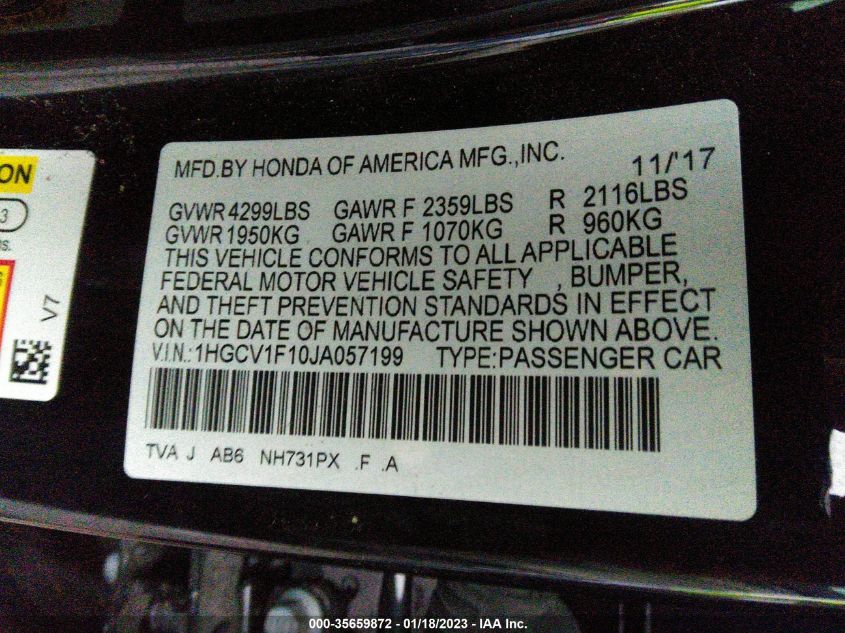 ON
3
s.
S
V7
MFD.BY HONDA OF AMERICA MFG.,INC. 11/'17
GVWR 4299LBS GAWR F 2359LBS R 2116LBS
GVWR 1950KG GAWR F 1070KG R 960KG
THIS VEHICLE CONFORMS TO ALL APPLICABLE
FEDERAL MOTOR VEHICLE SAFETY , BUMPER,
AND THEFT PREVENTION STANDARDS IN EFFECT
ON THE DATE OF MANUFACTURE SHOWN ABOVE.
V.I.N.:1HGCV1F10JA057199 TYPE:PASSENGER CAR
TVA J AB6 NH731PX .F .A
000-35659872 - 01/18/2023 - IAA Inc.